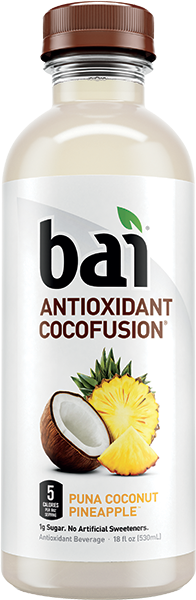 bai
ANTIOXIDANT
COCOFUSION®
5
CALORIES
PER 8oz
SERVING
PUNA COCONUT
PINEAPPLE™
1g Sugar. No Artificial Sweeteners.
Antioxidant Beverage · 18 fl oz (530mL)